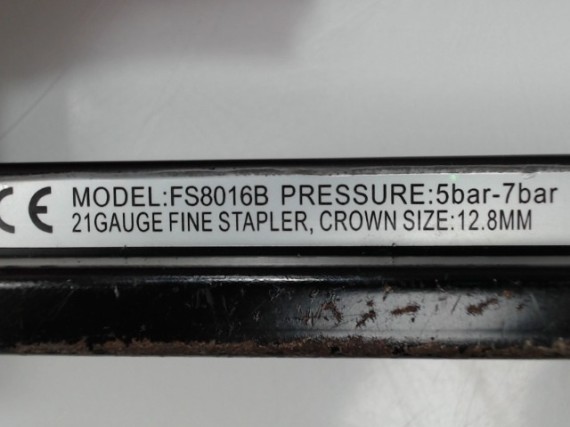 CE MODEL:FS8016B PRESSURE:5bar-7bar
21GAUGE FINE STAPLER, CROWN SIZE:12.8MM